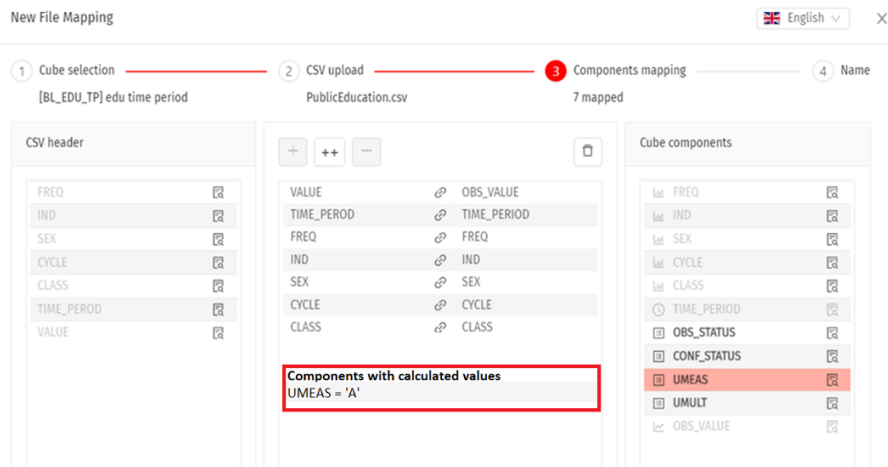 New File Mapping
English
1 Cube selection
2 CSV upload
3 Components mapping
4 Name
[BL_EDU_TP] edu time period
PublicEducation.csv
7 mapped
CSV header
FREQ
IND
SEX
CYCLE
CLASS
TIME_PEROD
VALUE
+ ++ −
VALUE OBS_VALUE
TIME_PEROD TIME_PERIOD
FREQ FREQ
IND IND
SEX SEX
CYCLE CYCLE
CLASS CLASS
Components with calculated values
UMEAS = 'A'
Cube components
FREQ
IND
SEX
CYCLE
CLASS
TIME_PERIOD
OBS_STATUS
CONF_STATUS
UMEAS
UMULT
OBS_VALUE